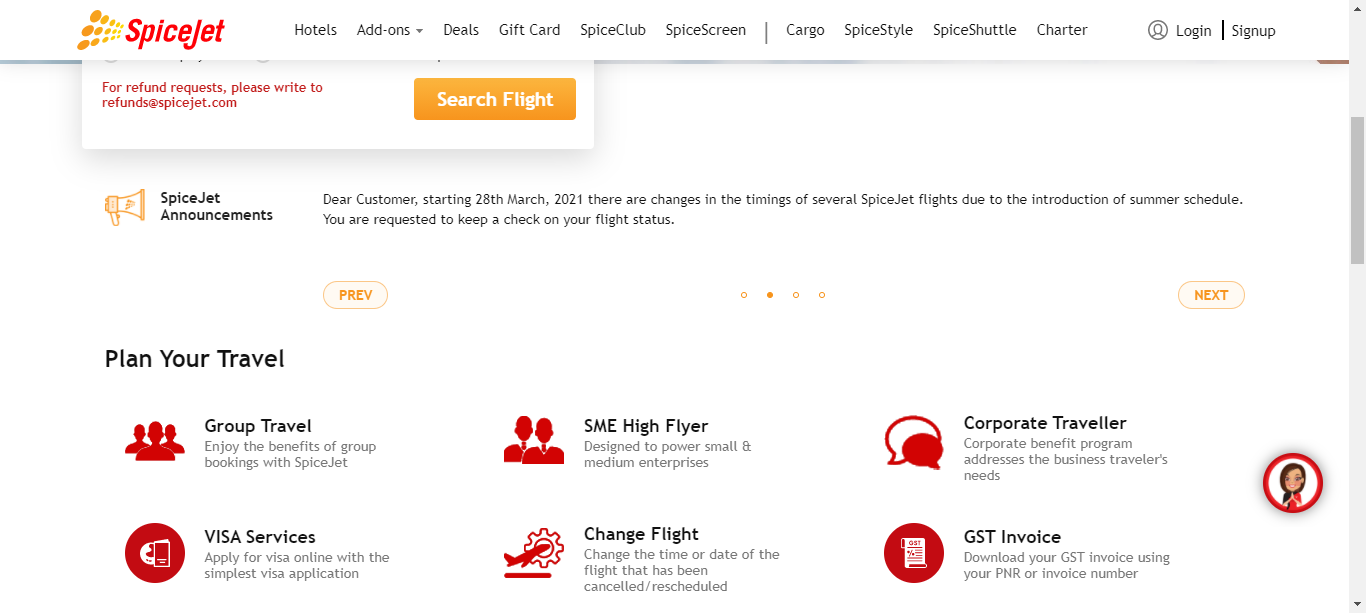 SpiceJet
Hotels Add-ons Deals Gift Card SpiceClub SpiceScreen Cargo SpiceStyle SpiceShuttle Charter Login Signup
For refund requests, please write to
refunds@spicejet.com
Search Flight
SpiceJet
Announcements
Dear Customer, starting 28th March, 2021 there are changes in the timings of several SpiceJet flights due to the introduction of summer schedule.
You are requested to keep a check on your flight status.
PREV
NEXT
Plan Your Travel
Group Travel
Enjoy the benefits of group
bookings with SpiceJet
SME High Flyer
Designed to power small &
medium enterprises
Corporate Traveller
Corporate benefit program
addresses the business traveler's
needs
VISA Services
Apply for visa online with the
simplest visa application
Change Flight
Change the time or date of the
flight that has been
cancelled/rescheduled
GST
GST Invoice
Download your GST invoice using
your PNR or invoice number